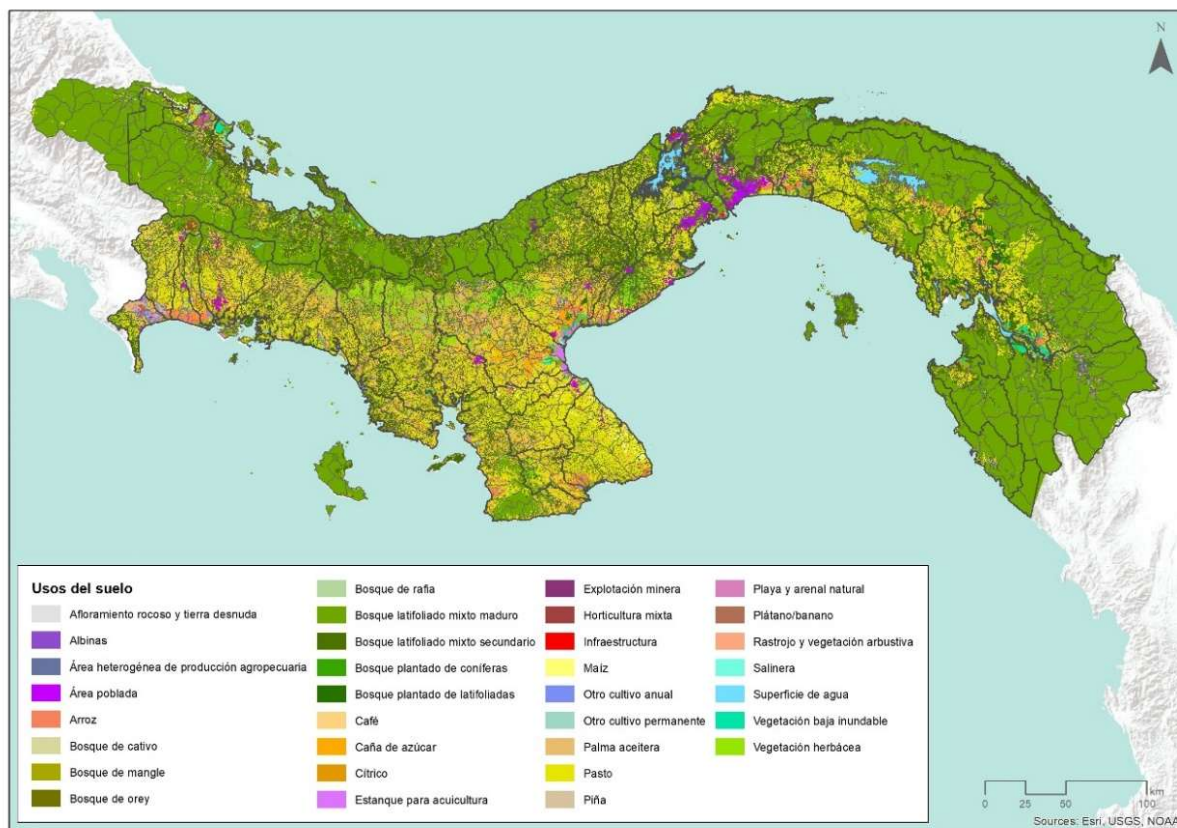 N
Usos del suelo
Afloramiento rocoso y tierra desnuda
Albinas
Área heterogénea de producción agropecuaria
Área poblada
Arroz
Bosque de cativo
Bosque de mangle
Bosque de orey
Bosque de rafia
Bosque latifoliado mixto maduro
Bosque latifoliado mixto secundario
Bosque plantado de coníferas
Bosque plantado de latifoliadas
Café
Caña de azúcar
Cítrico
Estanque para acuicultura
Explotación minera
Horticultura mixta
Infraestructura
Maíz
Otro cultivo anual
Otro cultivo permanente
Palma aceitera
Pasto
Piña
Playa y arenal natural
Plátano/banano
Rastrojo y vegetación arbustiva
Salinera
Superficie de agua
Vegetación baja inundable
Vegetación herbácea
km
0 25 50 100
Sources: Esri, USGS, NOAA